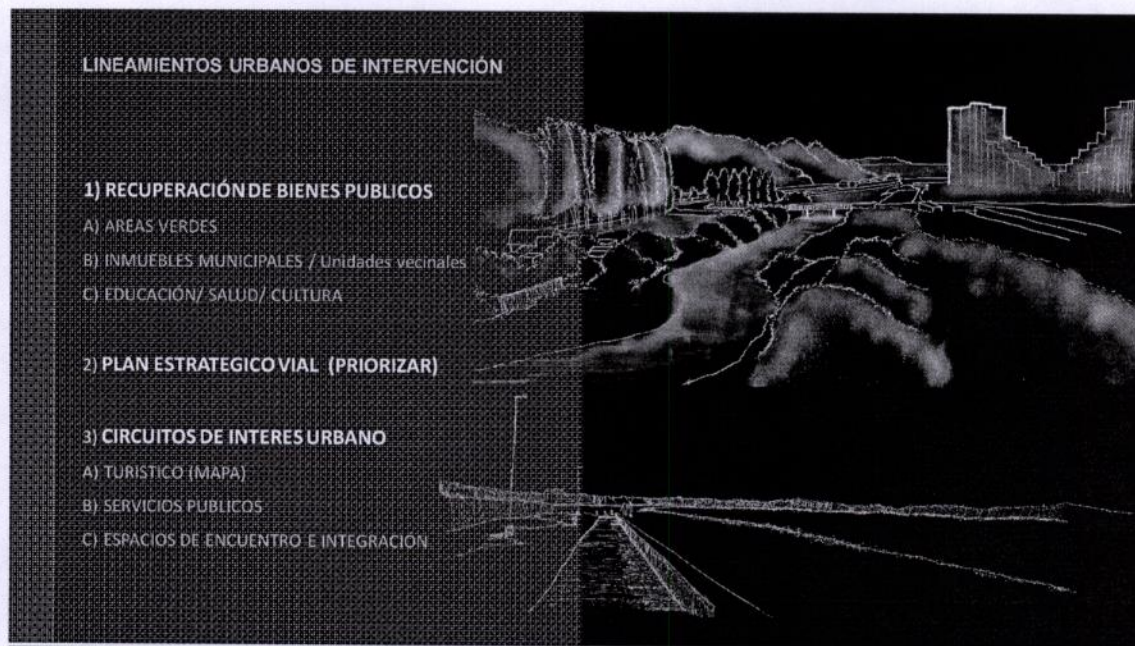 LINEAMIENTOS URBANOS DE INTERVENCIÓN
1) RECUPERACIÓN DE BIENES PUBLICOS
A) AREAS VERDES
B) INMUEBLES MUNICIPALES / Unidades vecinales
C) EDUCACIÓN/ SALUD/ CULTURA
2) PLAN ESTRATEGICO VIAL (PRIORIZAR)
3) CIRCUITOS DE INTERES URBANO
A) TURISTICO (MAPA)
B) SERVICIOS PUBLICOS
C) ESPACIOS DE ENCUENTRO E INTEGRACIÓN